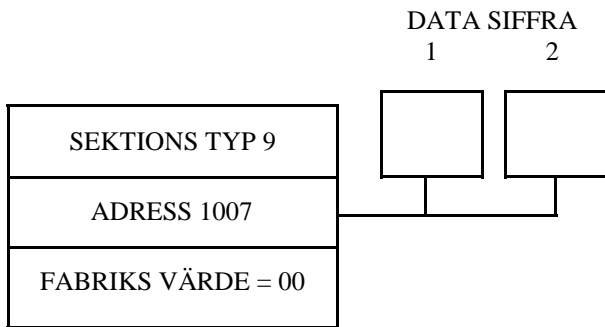 DATA SIFFRA
1 2
SEKTIONS TYP 9
ADRESS 1007
FABRIKS VÄRDE = 00